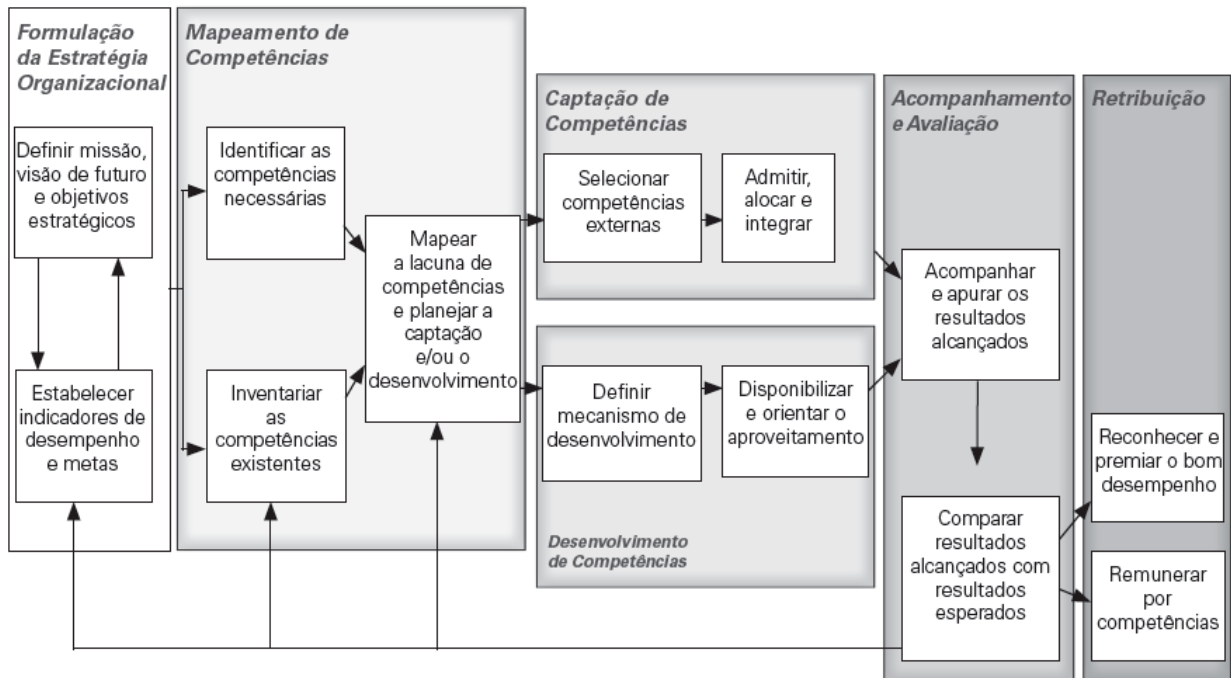 Formulação
da Estratégia
Organizacional
Definir missão,
visão de futuro
e objetivos
estratégicos
Estabelecer
indicadores de
desempenho
e metas
Mapeamento de
Competências
Identificar as
competências
necessárias
Inventariar
as
competências
existentes
Mapear
a lacuna de
competências
e planejar a
captação
e/ou o
desenvolvimento
Captação de
Competências
Selecionar
competências
externas
Admitir,
alocar e
integrar
Definir
mecanismo de
desenvolvimento
Disponibilizar
e orientar o
aproveitamento
Desenvolvimento
de Competências
Acompanhamento
e Avaliação
Acompanhar
e apurar os
resultados
alcançados
Comparar
resultados
alcançados com
resultados
esperados
Retribuição
Reconhecer e
premiar o bom
desempenho
Remunerar
por
competências